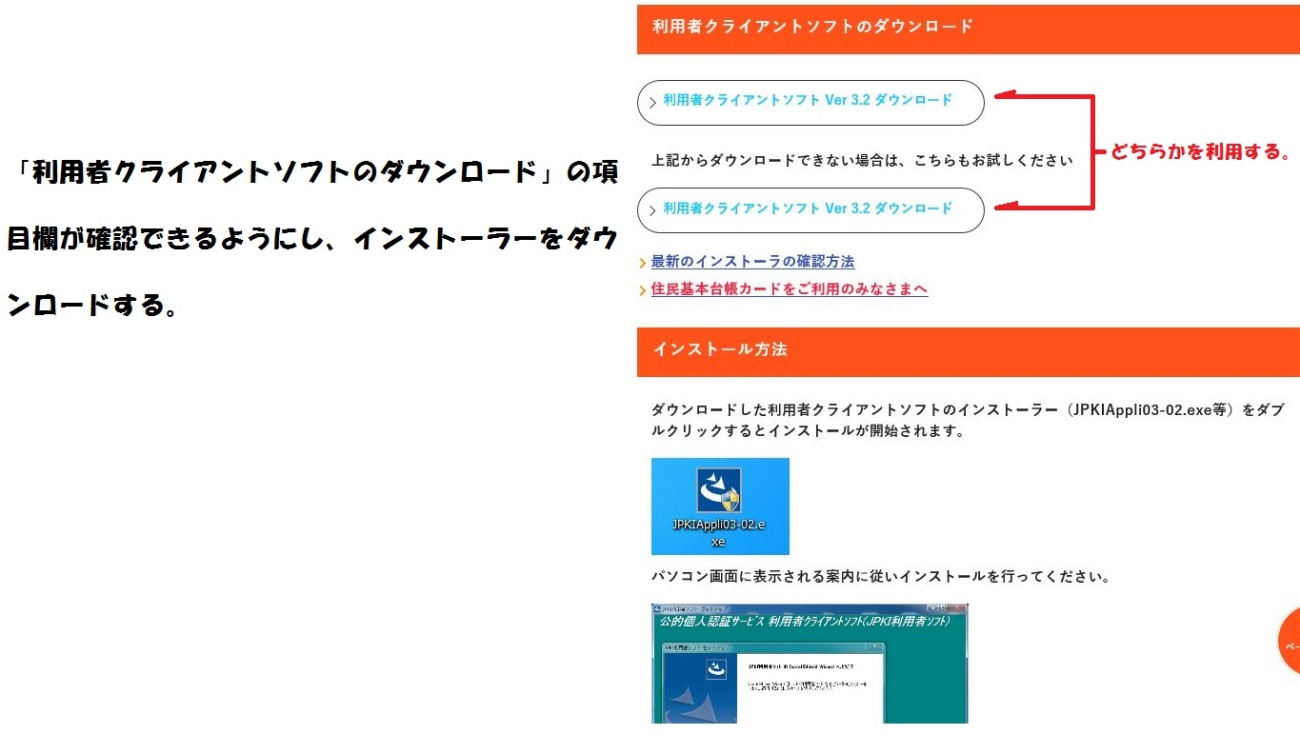 「利用者クライアントソフトのダウンロード」の項
目欄が確認できるようにし、インストーラーをダウ
ンロードする。
利用者クライアントソフトのダウンロード
利用者クライアントソフト Ver 3.2 ダウンロード
どちらかを利用する。
上記からダウンロードできない場合は、こちらもお試しください
利用者クライアントソフト Ver 3.2 ダウンロード
最新のインストーラの確認方法
住民基本台帳カードをご利用のみなさまへ
インストール方法
ダウンロードした利用者クライアントソフトのインストーラー（JPKIAppli03-02.exe等）をダブ
ルクリックするとインストールが開始されます。
JPKIAppli03-02.e
xe
パソコン画面に表示される案内に従いインストールを行ってください。
公的個人認証サービス 利用者クライアントソフト(JPKI利用者ソフト)
ペー